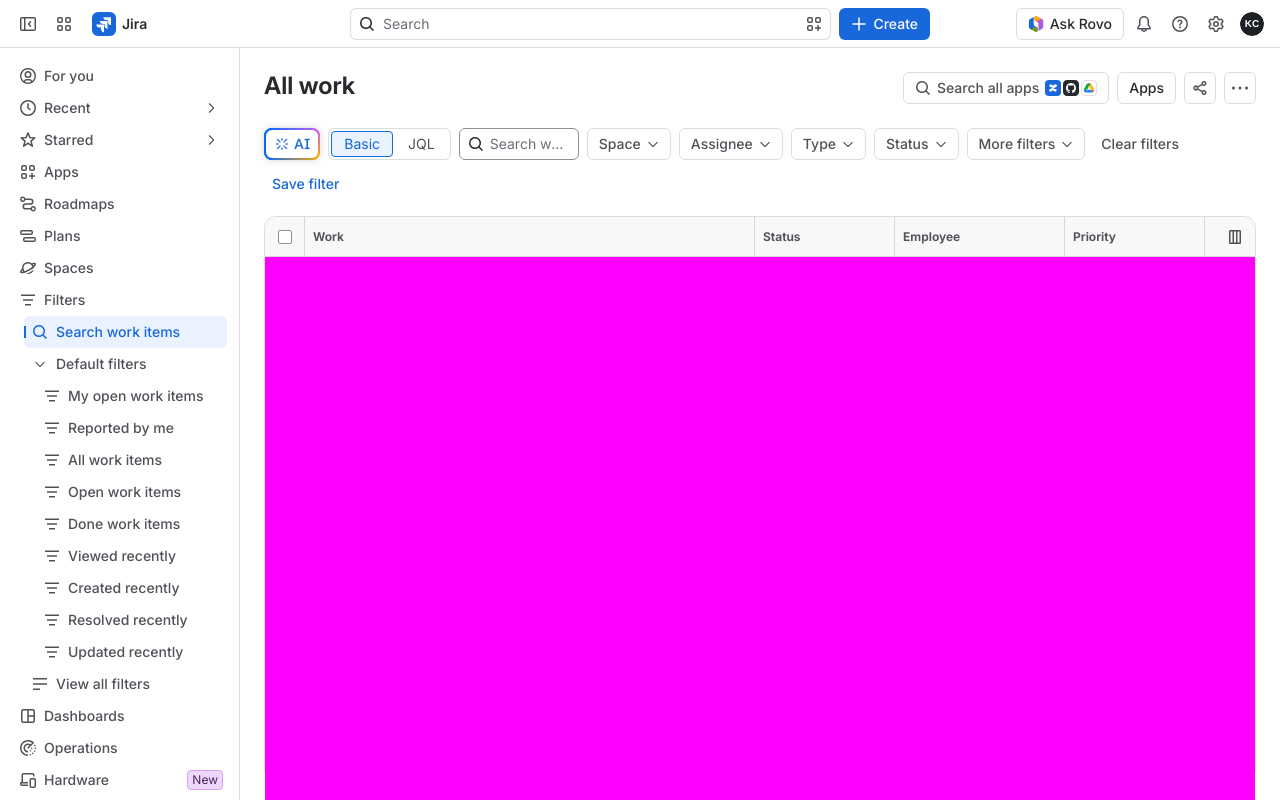 Jira
Search
Create
Ask Rovo
KC
For you
Recent
Starred
Apps
Roadmaps
Plans
Spaces
Filters
Search work items
Default filters
My open work items
Reported by me
All work items
Open work items
Done work items
Viewed recently
Created recently
Resolved recently
Updated recently
View all filters
Dashboards
Operations
Hardware New
All work
Search all apps
Apps
AI
Basic
JQL
Search w...
Space
Assignee
Type
Status
More filters
Clear filters
Save filter
Work Status Employee Priority